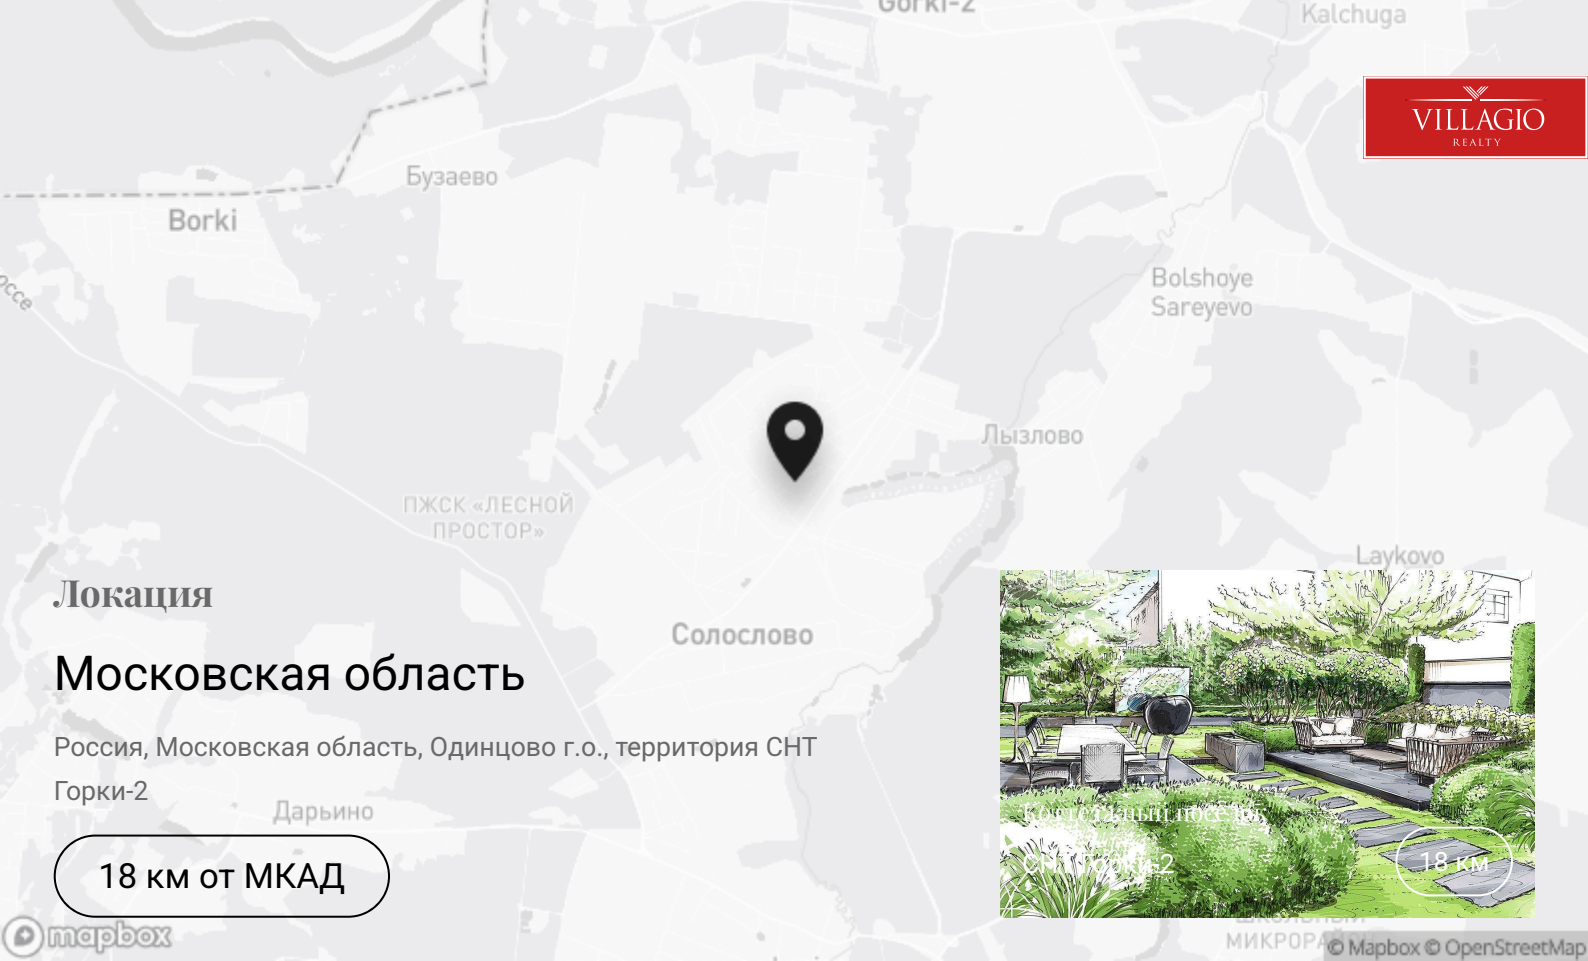 Gorki-2
Kalchuga
VILLAGIO
REALTY
Бузаево
Borki
Bolshoye
Sareyevo
Лызлово
ПЖСК «ЛЕСНОЙ
ПРОСТОР»
Laykovo
Локация
Солослово
Московская область
Россия, Московская область, Одинцово г.о., территория СНТ
Горки-2
Дарьино
Коттеджный посёлок
СНТ Горки-2
18 км
18 км от МКАД
mapbox
© Mapbox © OpenStreetMap